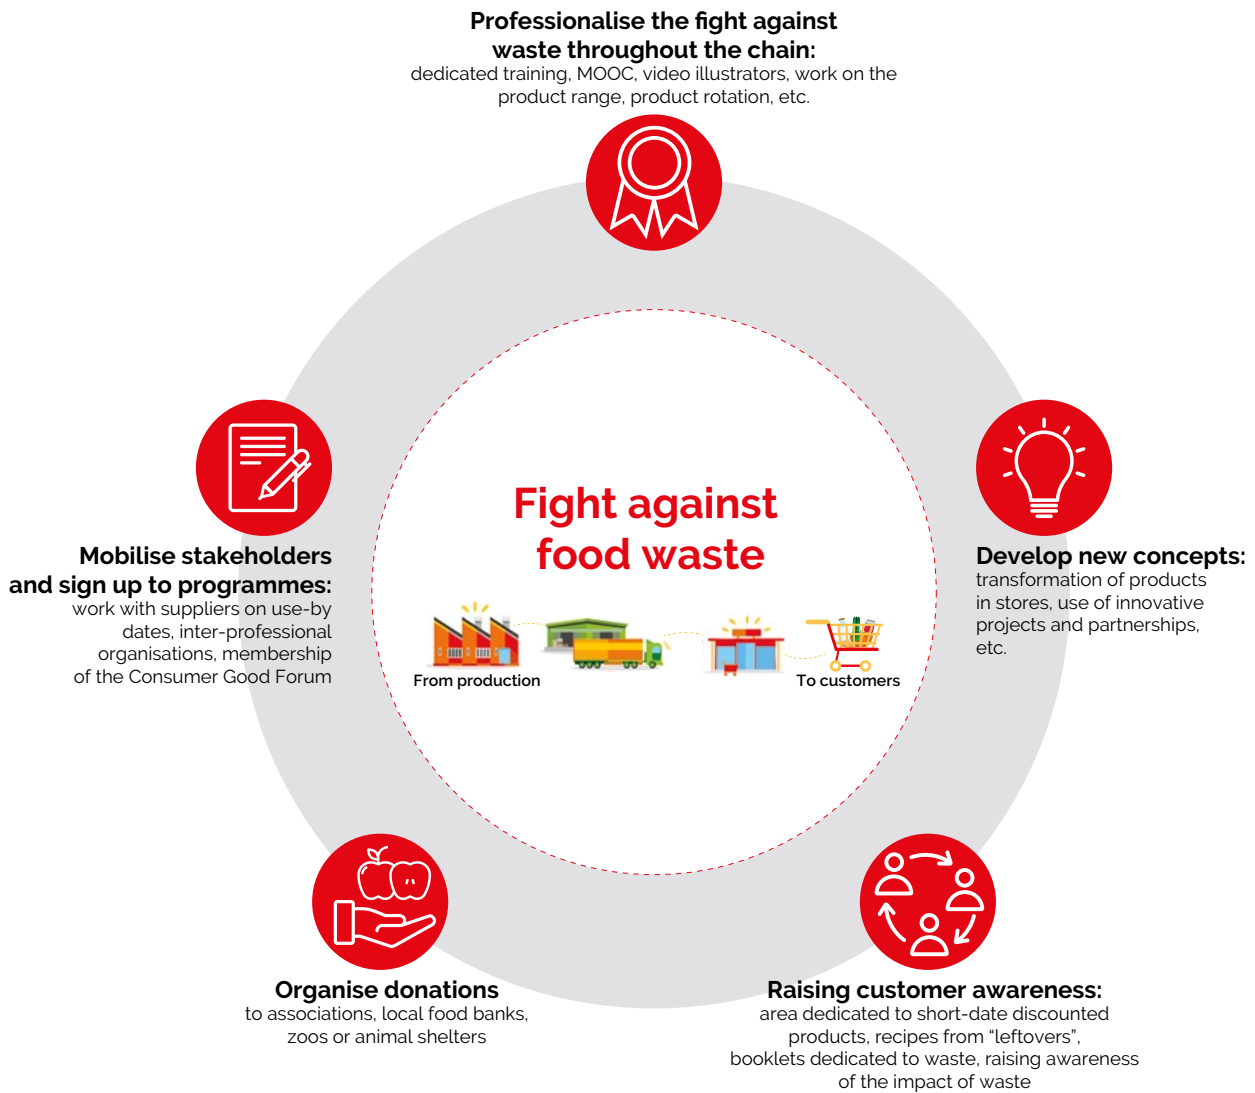 Professionalise the fight against
waste throughout the chain:
dedicated training, MOOC, video illustrators, work on the
product range, product rotation, etc.
Mobilise stakeholders
and sign up to programmes:
work with suppliers on use-by
dates, inter-professional
organisations, membership
of the Consumer Good Forum
Fight against
food waste
From production
To customers
Develop new concepts:
transformation of products
in stores, use of innovative
projects and partnerships,
etc.
Organise donations
to associations, local food banks,
zoos or animal shelters
Raising customer awareness:
area dedicated to short-date discounted
products, recipes from “leftovers”,
booklets dedicated to waste, raising awareness
of the impact of waste